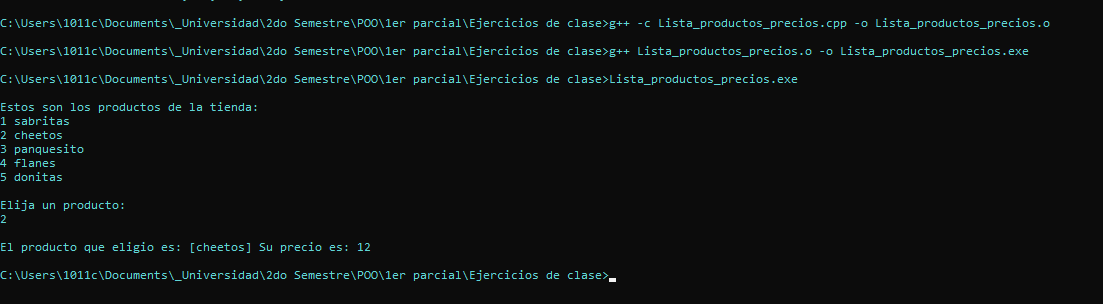 C:\Users\1011c\Documents\_Universidad\2do Semestre\POO\1er parcial\Ejercicios de clase>g++ -c Lista_productos_precios.cpp -o Lista_productos_precios.o
C:\Users\1011c\Documents\_Universidad\2do Semestre\POO\1er parcial\Ejercicios de clase>g++ Lista_productos_precios.o -o Lista_productos_precios.exe
C:\Users\1011c\Documents\_Universidad\2do Semestre\POO\1er parcial\Ejercicios de clase>Lista_productos_precios.exe
Estos son los productos de la tienda:
1 sabritas
2 cheetos
3 panquesito
4 flanes
5 donitas
Elija un producto:
2
El producto que eligio es: [cheetos] Su precio es: 12
C:\Users\1011c\Documents\_Universidad\2do Semestre\POO\1er parcial\Ejercicios de clase>